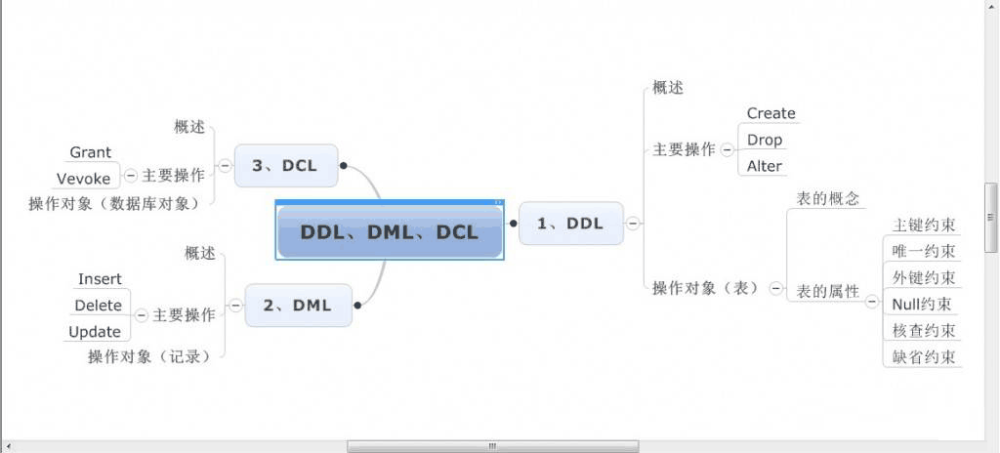 DDL、DML、DCL
1、DDL
概述
主要操作
Create
Drop
Alter
操作对象（表）
表的概念
表的属性
主键约束
唯一约束
外键约束
Null约束
核查约束
缺省约束
2、DML
概述
主要操作
Insert
Delete
Update
操作对象（记录）
3、DCL
概述
主要操作
Grant
Vevoke
操作对象（数据库对象）